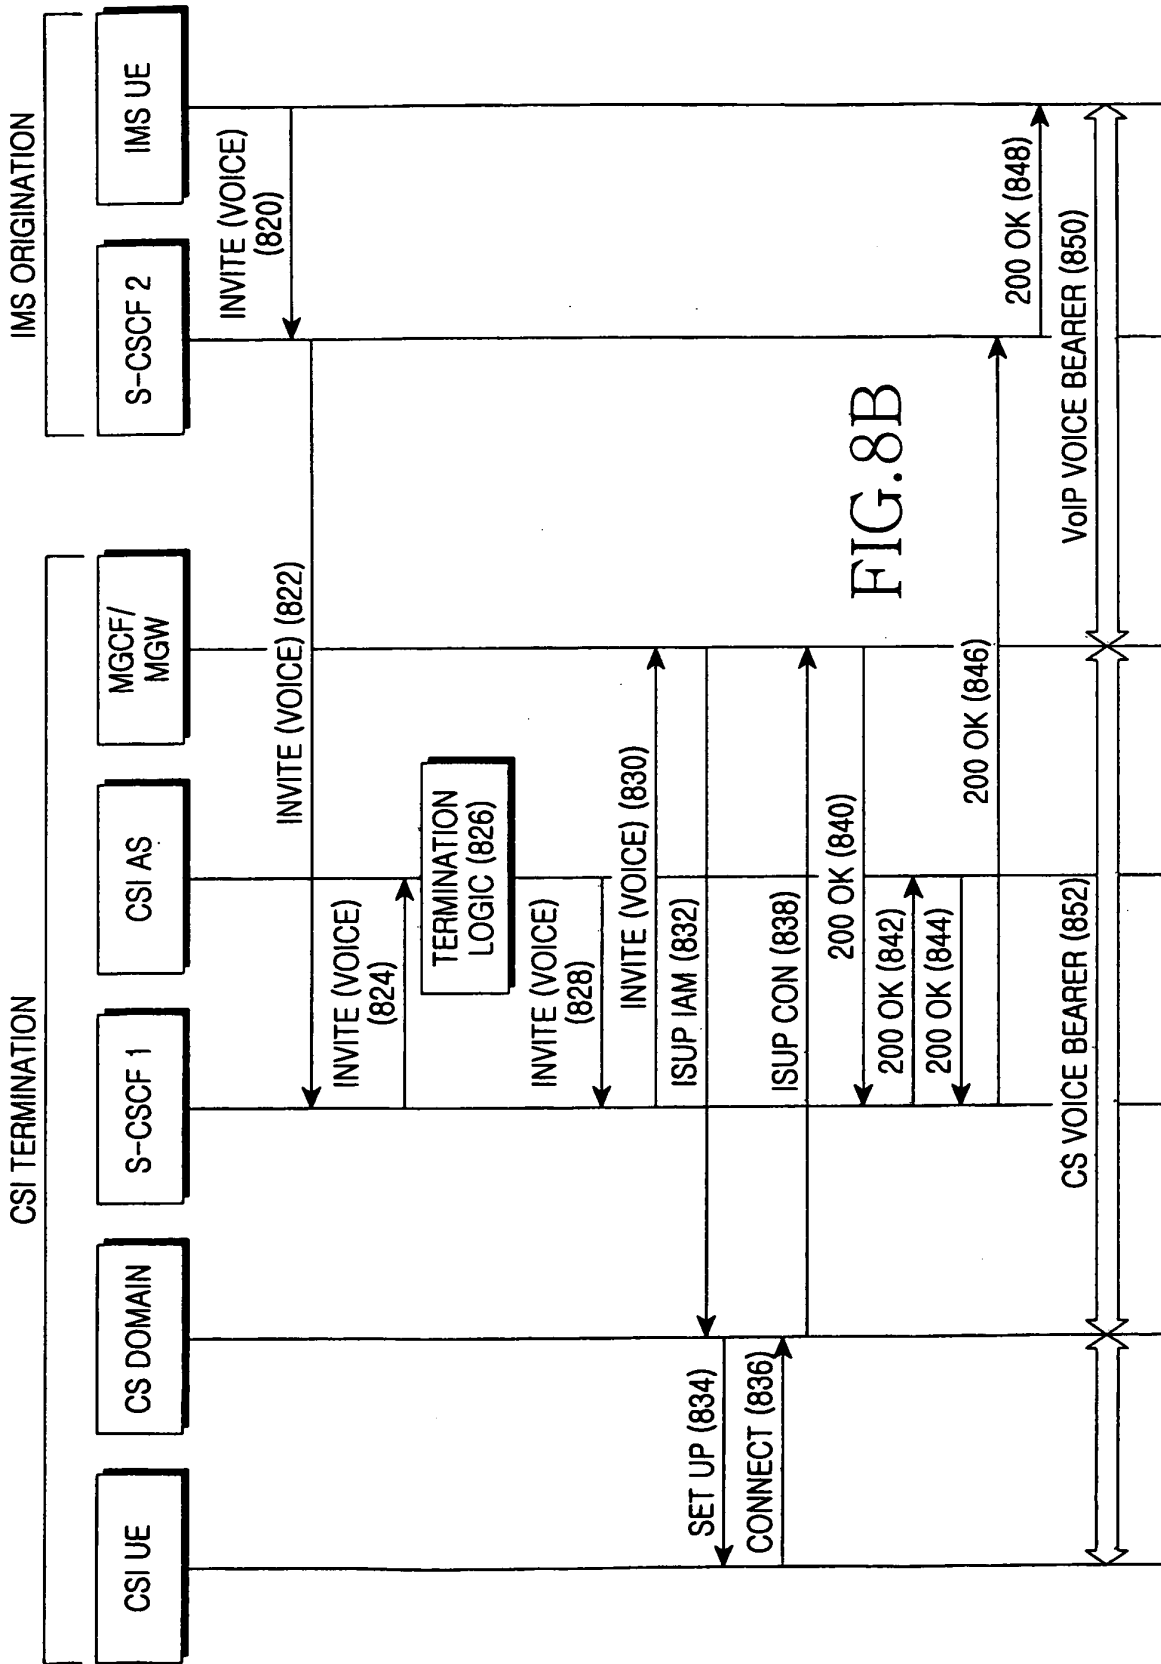 CSI TERMINATION
IMS ORIGINATION
CSI UE
CS DOMAIN
S-CSCF 1
CSI AS
MGCF/
MGW
S-CSCF 2
IMS UE
INVITE (VOICE)
(820)
INVITE (VOICE) (822)
INVITE (VOICE)
(824)
TERMINATION
LOGIC (826)
INVITE (VOICE)
(828)
INVITE (VOICE) (830)
ISUP IAM (832)
SET UP (834)
CONNECT (836)
ISUP CON (838)
200 OK (840)
200 OK (842)
200 OK (844)
200 OK (846)
200 OK (848)
VoIP VOICE BEARER (850)
CS VOICE BEARER (852)
FIG.8B